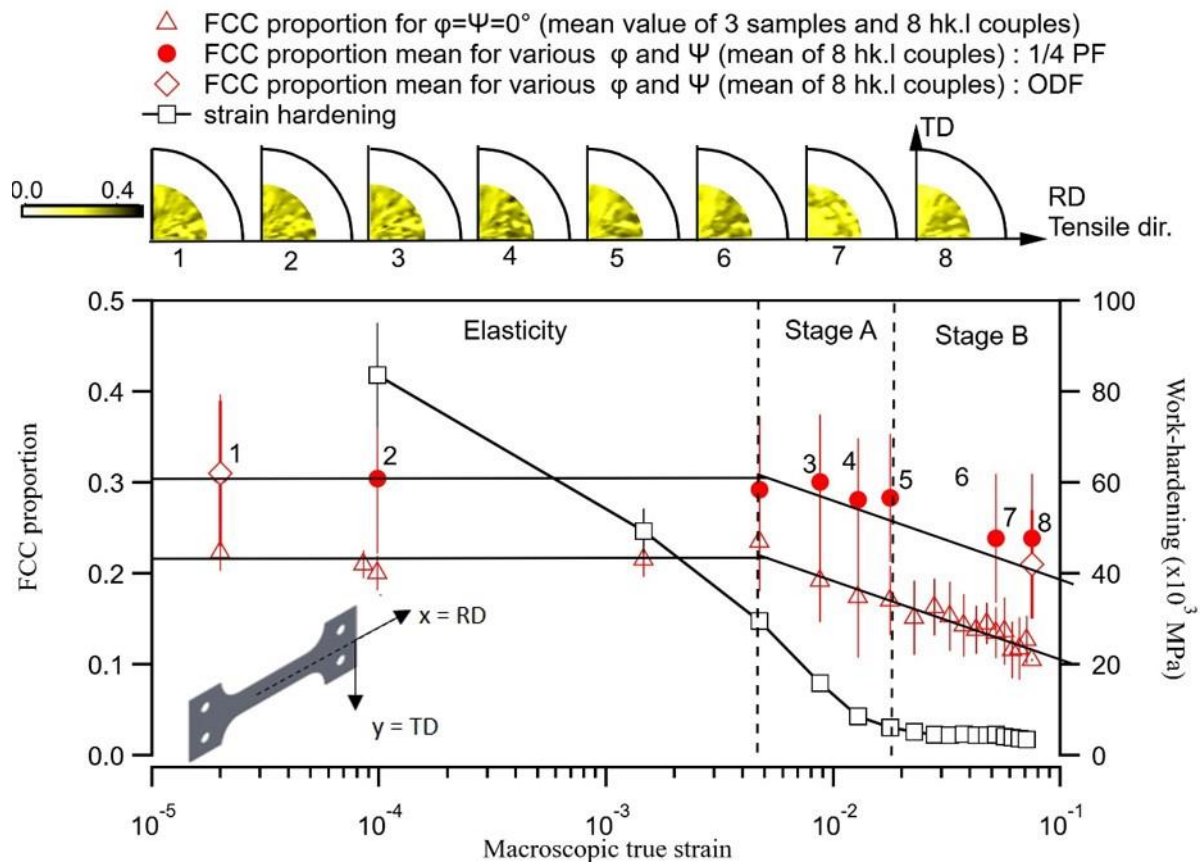 FCC proportion for φ=Ψ=0° (mean value of 3 samples and 8 hk.l couples)
FCC proportion mean for various φ and Ψ (mean of 8 hk.l couples) : 1/4 PF
FCC proportion mean for various φ and Ψ (mean of 8 hk.l couples) : ODF
strain hardening
TD
0.0 0.4
RD
Tensile dir.
1 2 3 4 5 6 7 8
0.5 100
Elasticity Stage A Stage B
0.4 80
1 2 3 4 5 6 7 8
0.3 60
0.2 40
0.1 20
0.0 0
x = RD
y = TD
FCC proportion
Work-hardening (x10³ MPa)
10⁻⁵ 10⁻⁴ 10⁻³ 10⁻² 10⁻¹
Macroscopic true strain